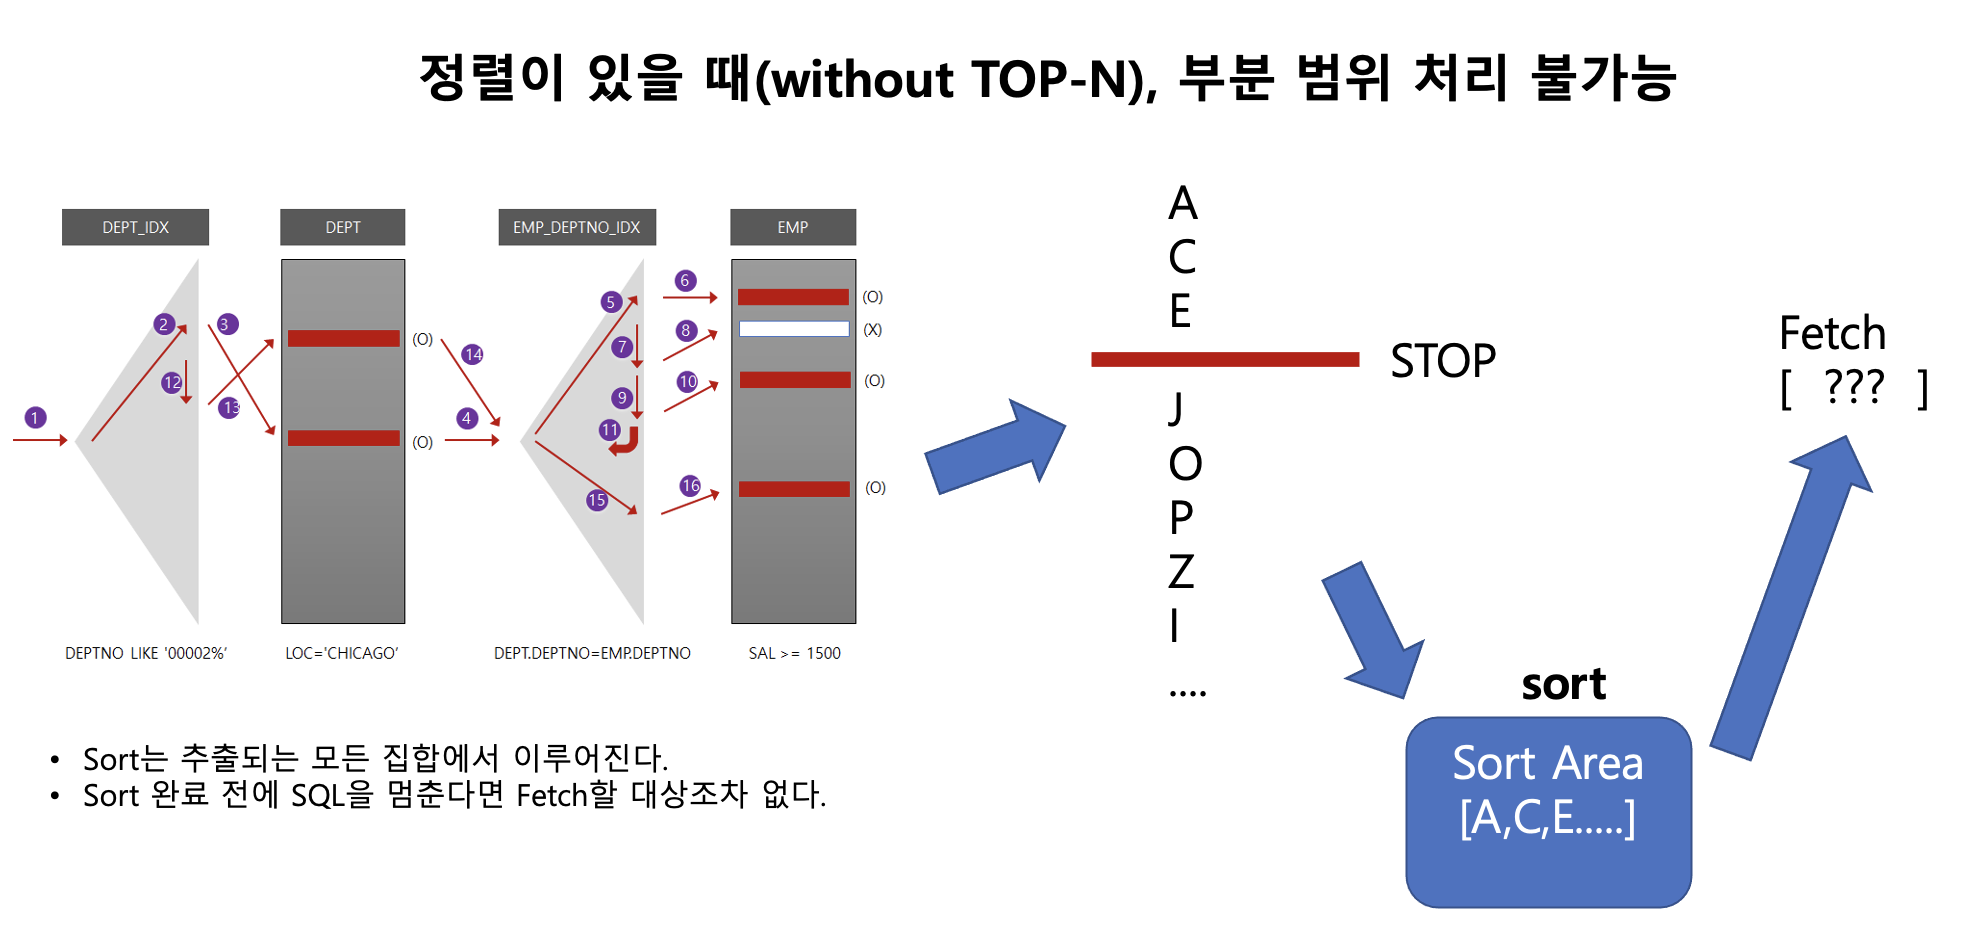 정렬이 있을 때(without TOP-N), 부분 범위 처리 불가능
DEPT_IDX
DEPT
EMP_DEPTNO_IDX
EMP
1
2
3
12
13
(O)
(O)
14
4
5
6
7
8
9
10
11
15
16
(O)
(X)
(O)
(O)
DEPTNO LIKE '00002%'
LOC='CHICAGO'
DEPT.DEPTNO=EMP.DEPTNO
SAL >= 1500
A
C
E
STOP
J
O
P
Z
I
....
sort
Sort Area
[A,C,E.....]
Fetch
[ ??? ]
• Sort는 추출되는 모든 집합에서 이루어진다.
• Sort 완료 전에 SQL을 멈춘다면 Fetch할 대상조차 없다.